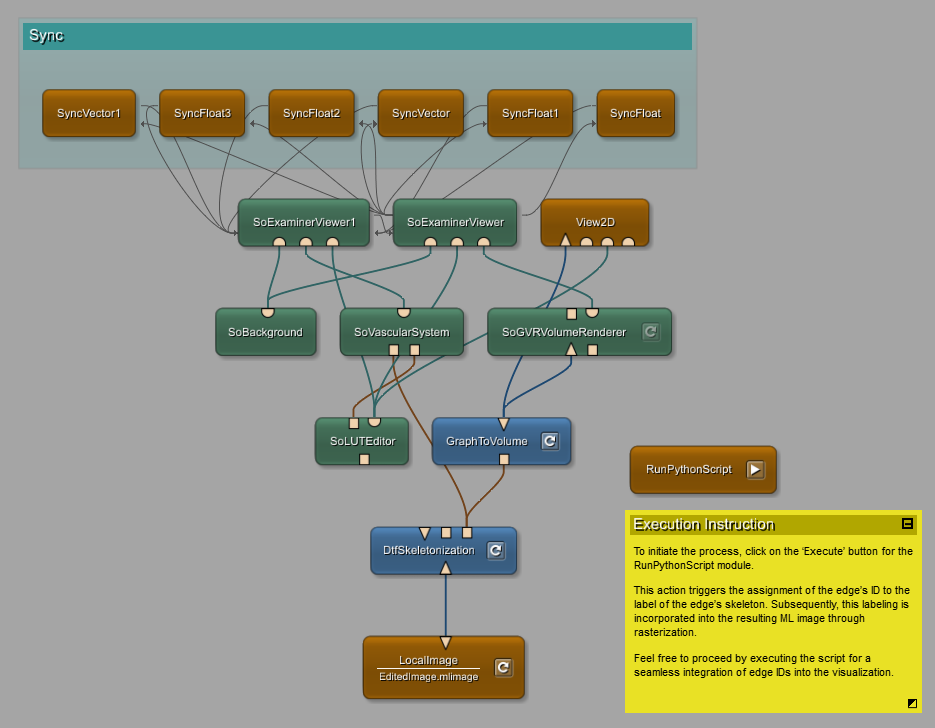 Sync
SyncVector1
SyncFloat3
SyncFloat2
SyncVector
SyncFloat1
SyncFloat
SoExaminerViewer1
SoExaminerViewer
View2D
SoBackground
SoVascularSystem
SoGVRVolumeRenderer
SoLUTEditor
GraphToVolume
RunPythonScript
DtfSkeletonization
LocalImage
EditedImage.mlimage
Execution Instruction
To initiate the process, click on the 'Execute' button for the
RunPythonScript module.
This action triggers the assignment of the edge's ID to the
label of the edge's skeleton. Subsequently, this labeling is
incorporated into the resulting ML image through
rasterization.
Feel free to proceed by executing the script for a
seamless integration of edge IDs into the visualization.